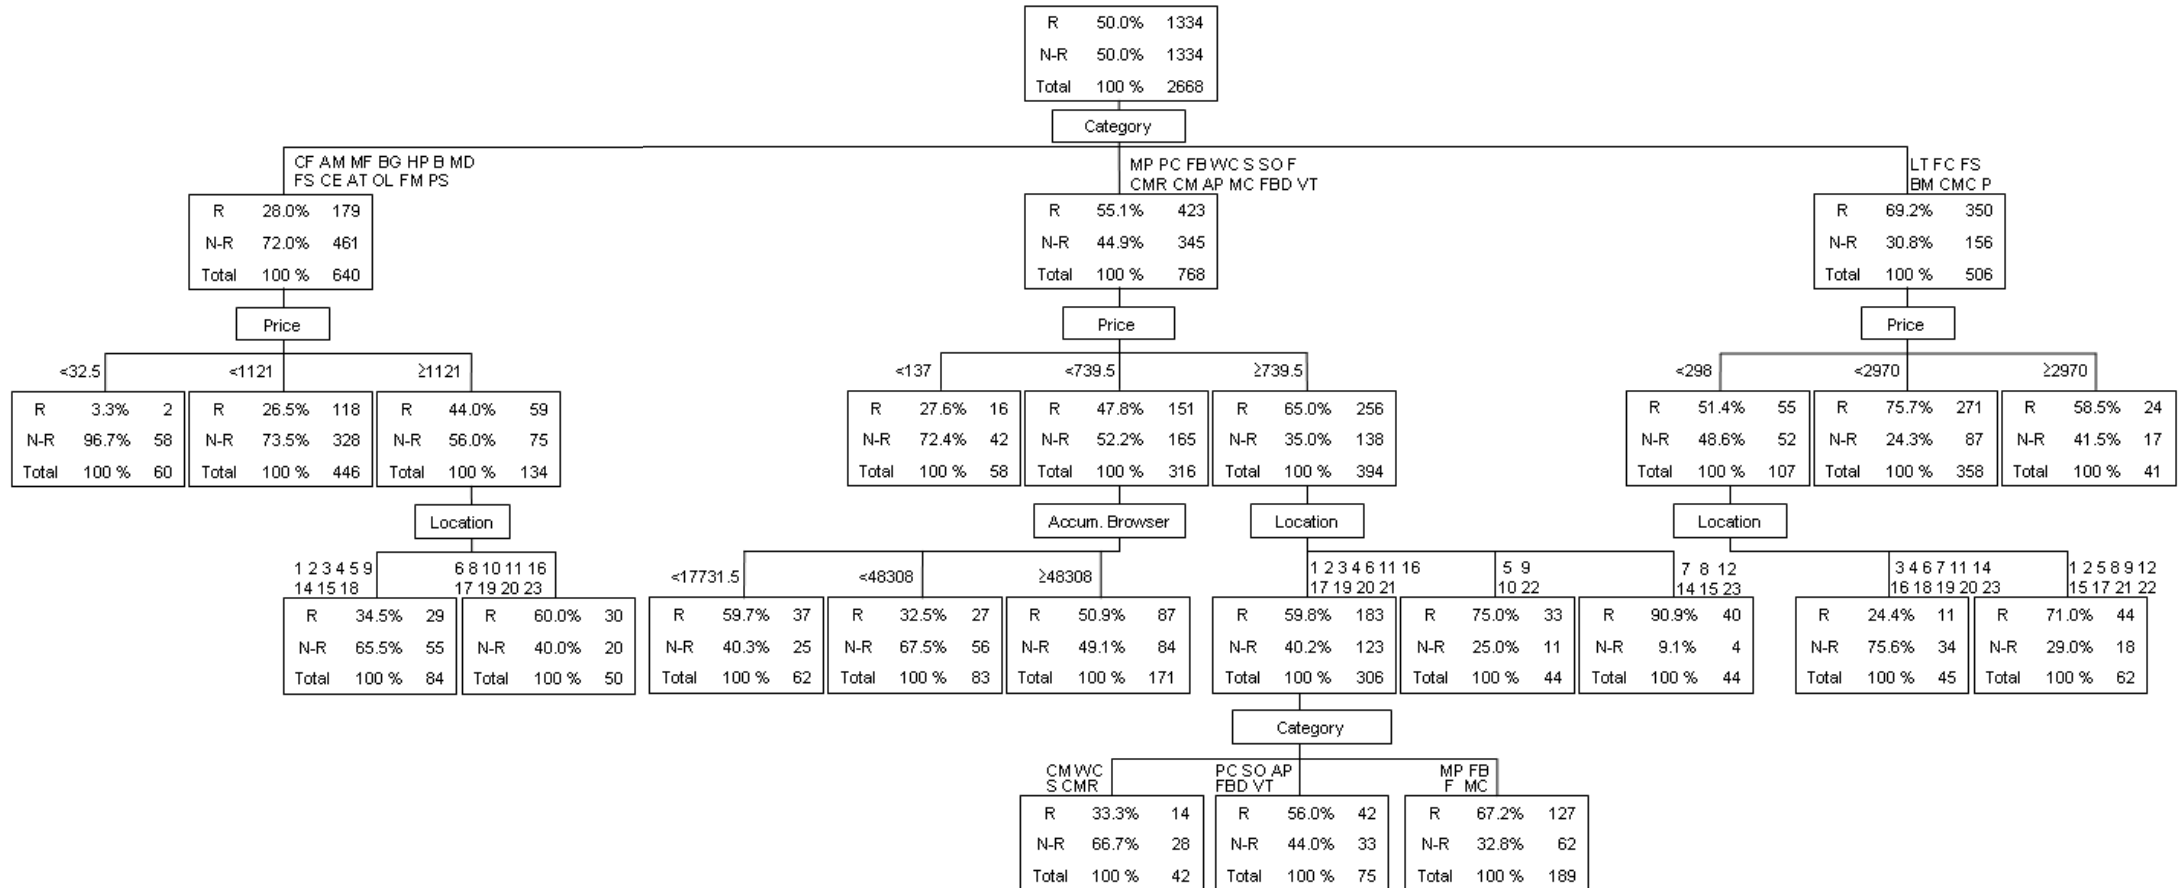 R 50.0% 1334
N-R 50.0% 1334
Total 100 % 2668
Category
CF AM MF BG HP B MD
FS CE AT OL FM PS
MP PC FB WC S SO F
CMR CM AP MC FBD VT
LT FC FS
BM CMC P
R 28.0% 179
N-R 72.0% 461
Total 100 % 640
R 55.1% 423
N-R 44.9% 345
Total 100 % 768
R 69.2% 350
N-R 30.8% 156
Total 100 % 506
Price
Price
Price
<32.5
<1121
≥1121
<137
<739.5
≥739.5
<298
<2970
≥2970
R 3.3% 2
N-R 96.7% 58
Total 100 % 60
R 26.5% 118
N-R 73.5% 328
Total 100 % 446
R 44.0% 59
N-R 56.0% 75
Total 100 % 134
R 27.6% 16
N-R 72.4% 42
Total 100 % 58
R 47.8% 151
N-R 52.2% 165
Total 100 % 316
R 65.0% 256
N-R 35.0% 138
Total 100 % 394
R 51.4% 55
N-R 48.6% 52
Total 100 % 107
R 75.7% 271
N-R 24.3% 87
Total 100 % 358
R 58.5% 24
N-R 41.5% 17
Total 100 % 41
Location
Accum. Browser
Location
Location
1 2 3 4 5 9
14 15 18
6 8 10 11 16
17 19 20 23
<17731.5
<48308
≥48308
1 2 3 4 6 11 16
17 19 20 21
5 9
10 22
7 8 12
14 15 23
3 4 6 7 11 14
16 18 19 20 23
1 2 5 8 9 12
15 17 21 22
R 34.5% 29
N-R 65.5% 55
Total 100 % 84
R 60.0% 30
N-R 40.0% 20
Total 100 % 50
R 59.7% 37
N-R 40.3% 25
Total 100 % 62
R 32.5% 27
N-R 67.5% 56
Total 100 % 83
R 50.9% 87
N-R 49.1% 84
Total 100 % 171
R 59.8% 183
N-R 40.2% 123
Total 100 % 306
R 75.0% 33
N-R 25.0% 11
Total 100 % 44
R 90.9% 40
N-R 9.1% 4
Total 100 % 44
R 24.4% 11
N-R 75.6% 34
Total 100 % 45
R 71.0% 44
N-R 29.0% 18
Total 100 % 62
Category
CM WC
S CMR
PC SO AP
FBD VT
MP FB
F MC
R 33.3% 14
N-R 66.7% 28
Total 100 % 42
R 56.0% 42
N-R 44.0% 33
Total 100 % 75
R 67.2% 127
N-R 32.8% 62
Total 100 % 189